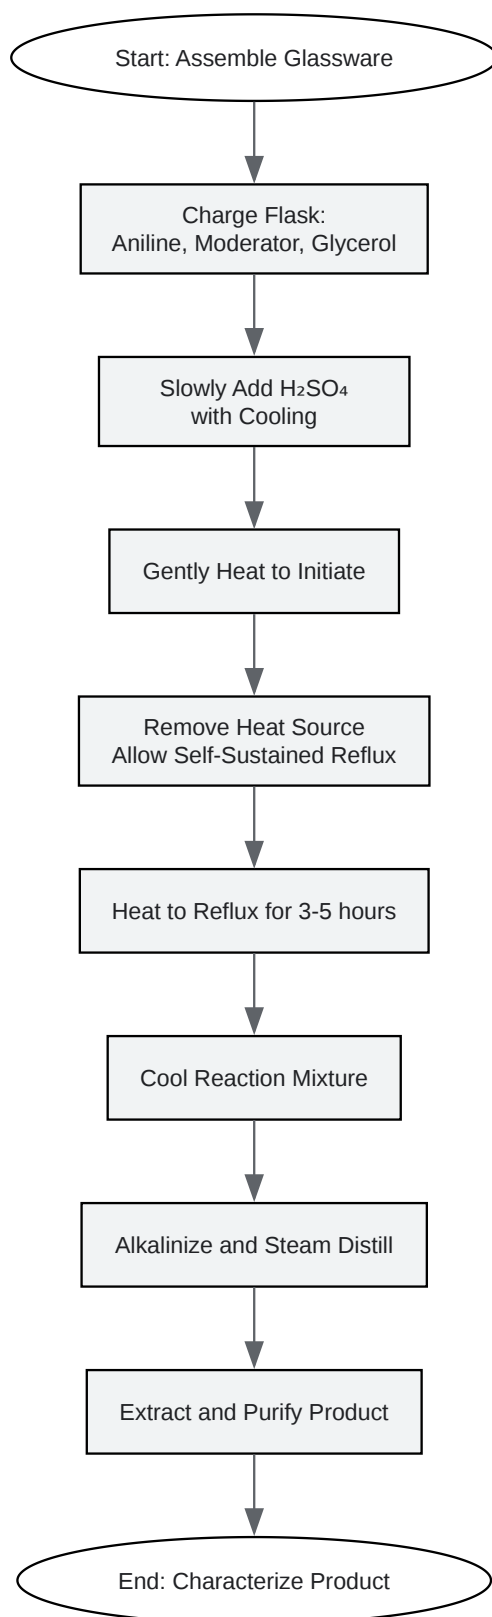 Start: Assemble Glassware
Charge Flask:
Aniline, Moderator, Glycerol
Slowly Add H₂SO₄
with Cooling
Gently Heat to Initiate
Remove Heat Source
Allow Self-Sustained Reflux
Heat to Reflux for 3-5 hours
Cool Reaction Mixture
Alkalinize and Steam Distill
Extract and Purify Product
End: Characterize Product